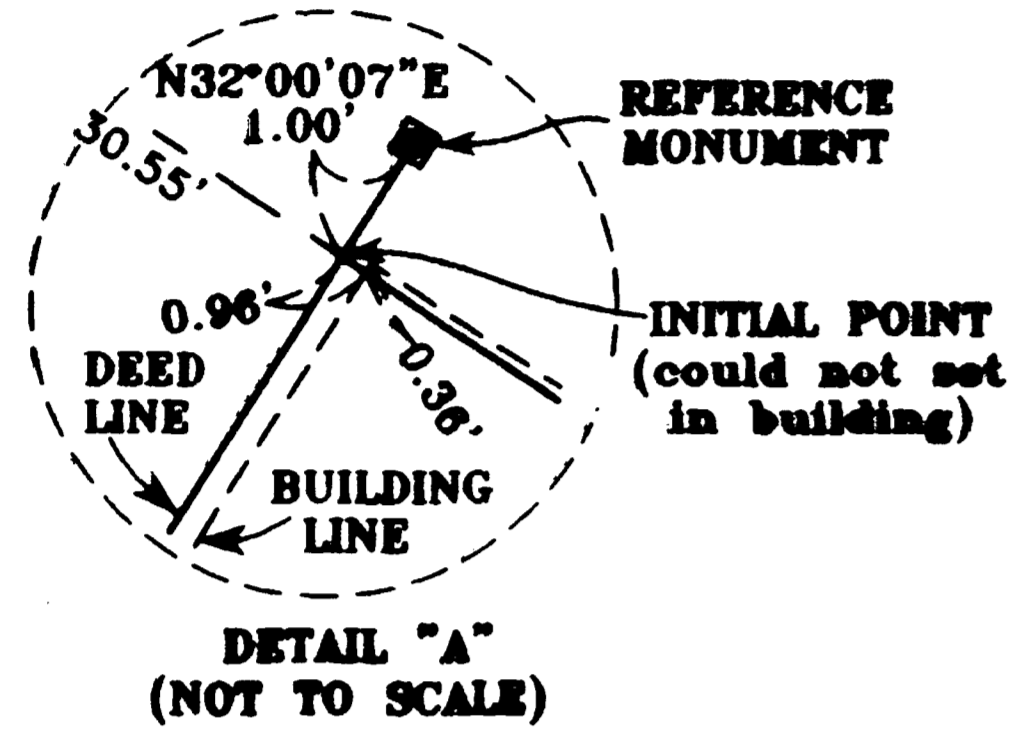 N32°00'07"E
1.00'
30.55'
REFERENCE
MONUMENT
0.96'
0.36'
INITIAL POINT
(could not set
in building)
DEED
LINE
BUILDING
LINE
DETAIL "A"
(NOT TO SCALE)